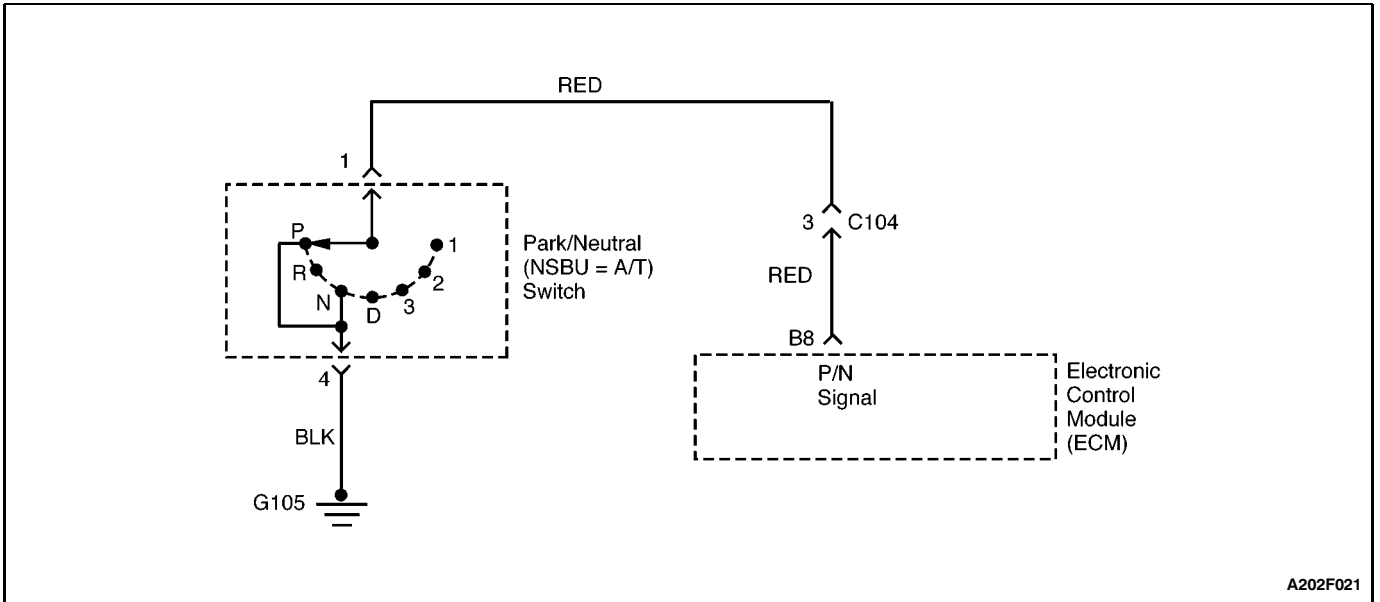 RED
1
P
R
N
D
3
2
1
Park/Neutral
(NSBU = A/T)
Switch
4
BLK
G105
3 C104
RED
B8
P/N
Signal
Electronic
Control
Module
(ECM)
A202F021